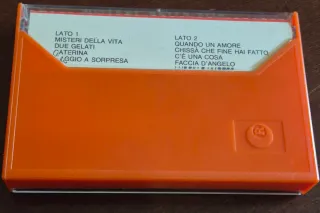 LATO 1
MISTERI DELLA VITA
DUE GELATI
CATERINA
A SORPRESA
LATO 2
QUANDO UN AMORE
CHISSÀ CHE FINE HAI FATTO
C'È UNA COSA
FACCIA D'ANGELO